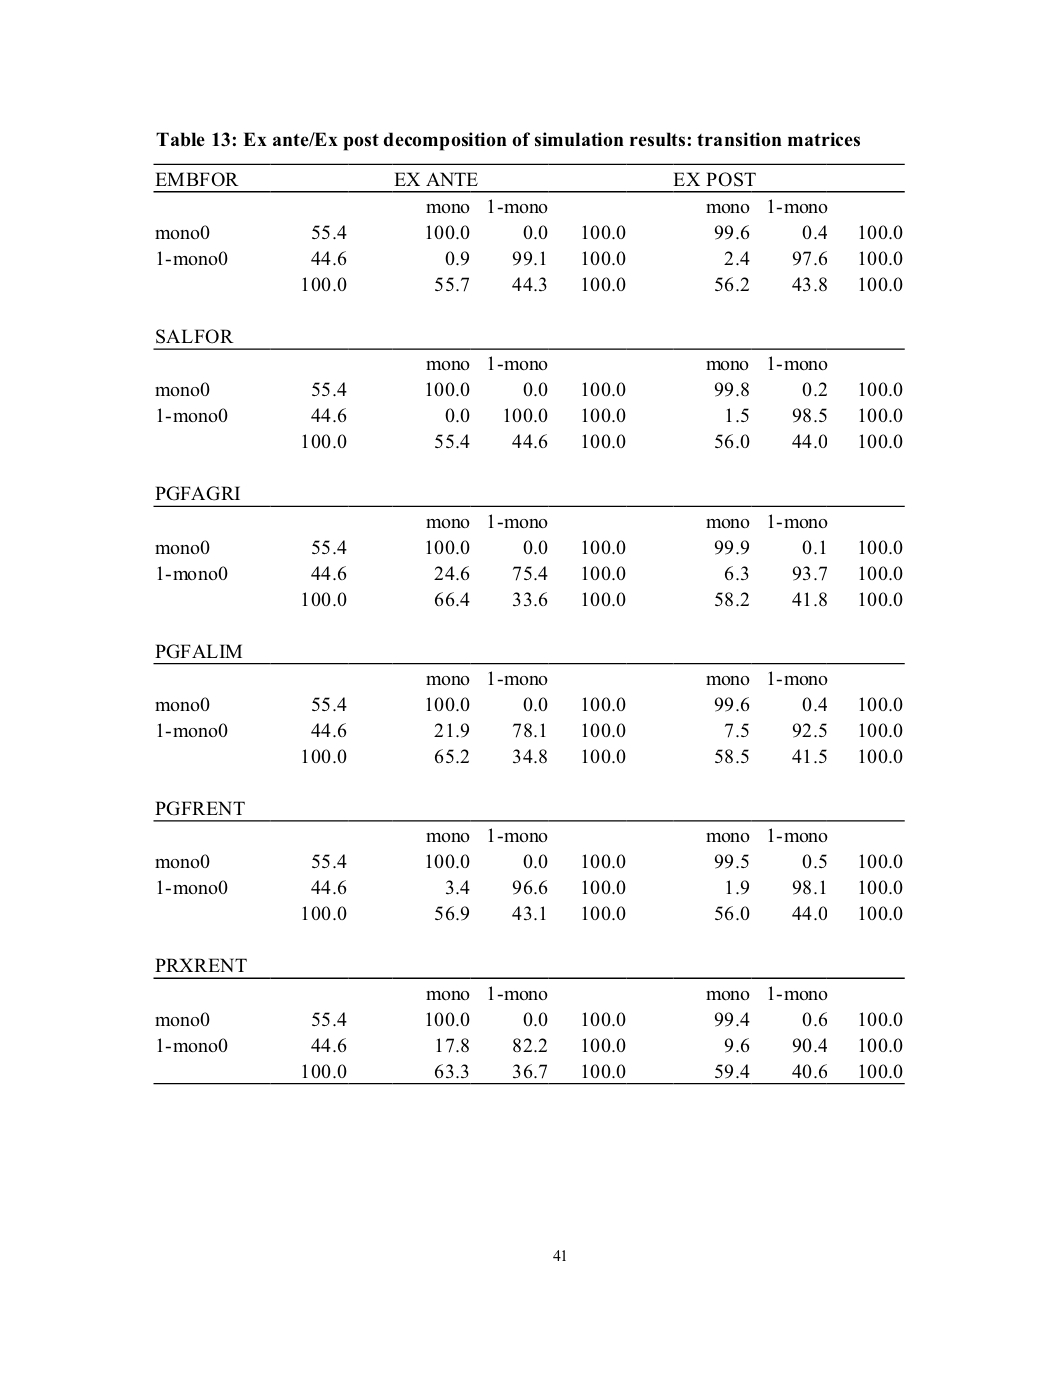 Table 13: Ex ante/Ex post decomposition of simulation results: transition matrices
EMBFOR EX ANTE EX POST
mono 1-mono mono 1-mono
mono0 55.4 100.0 0.0 100.0 99.6 0.4 100.0
1-mono0 44.6 0.9 99.1 100.0 2.4 97.6 100.0
100.0 55.7 44.3 100.0 56.2 43.8 100.0
SALFOR
mono 1-mono mono 1-mono
mono0 55.4 100.0 0.0 100.0 99.8 0.2 100.0
1-mono0 44.6 0.0 100.0 100.0 1.5 98.5 100.0
100.0 55.4 44.6 100.0 56.0 44.0 100.0
PGFAGRI
mono 1-mono mono 1-mono
mono0 55.4 100.0 0.0 100.0 99.9 0.1 100.0
1-mono0 44.6 24.6 75.4 100.0 6.3 93.7 100.0
100.0 66.4 33.6 100.0 58.2 41.8 100.0
PGFALIM
mono 1-mono mono 1-mono
mono0 55.4 100.0 0.0 100.0 99.6 0.4 100.0
1-mono0 44.6 21.9 78.1 100.0 7.5 92.5 100.0
100.0 65.2 34.8 100.0 58.5 41.5 100.0
PGFRENT
mono 1-mono mono 1-mono
mono0 55.4 100.0 0.0 100.0 99.5 0.5 100.0
1-mono0 44.6 3.4 96.6 100.0 1.9 98.1 100.0
100.0 56.9 43.1 100.0 56.0 44.0 100.0
PRXRENT
mono 1-mono mono 1-mono
mono0 55.4 100.0 0.0 100.0 99.4 0.6 100.0
1-mono0 44.6 17.8 82.2 100.0 9.6 90.4 100.0
100.0 63.3 36.7 100.0 59.4 40.6 100.0
41